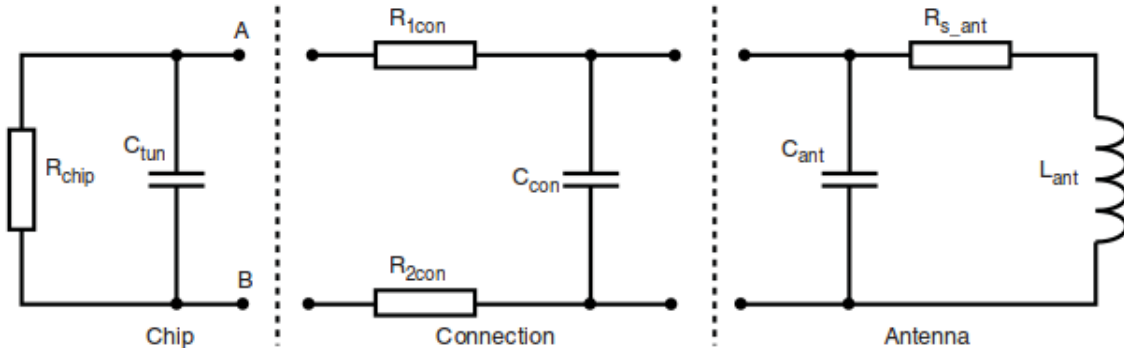 A
R1con
Rs_ant
Ctun
Rchip
Ccon
Cant
Lant
B
R2con
Chip
Connection
Antenna